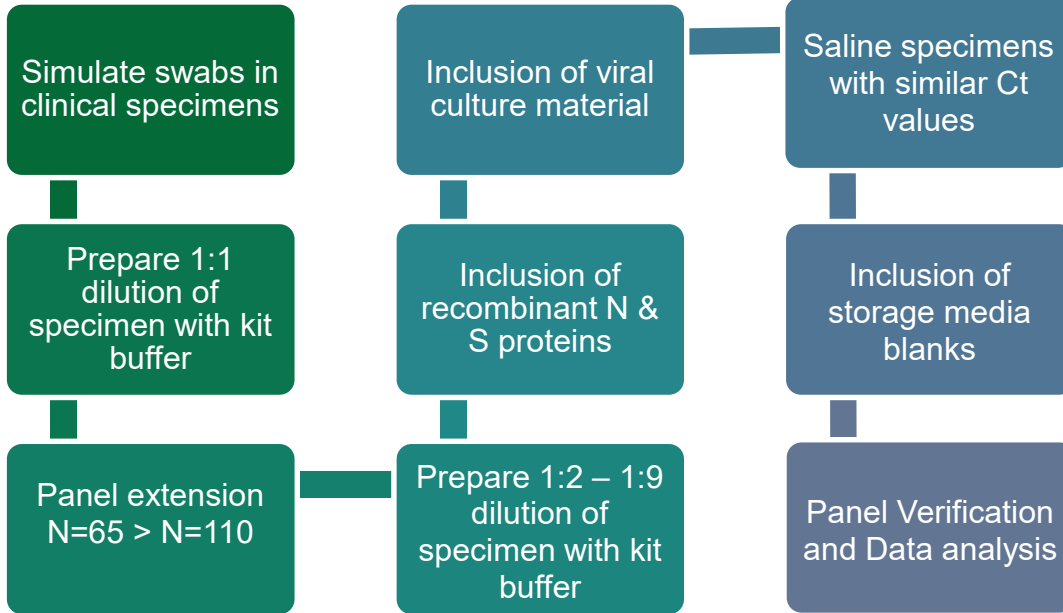 Simulate swabs in
clinical specimens
Prepare 1:1
dilution of
specimen with kit
buffer
Panel extension
N=65 > N=110
Prepare 1:2 – 1:9
dilution of
specimen with kit
buffer
Inclusion of
recombinant N &
S proteins
Inclusion of viral
culture material
Saline specimens
with similar Ct
values
Inclusion of
storage media
blanks
Panel Verification
and Data analysis